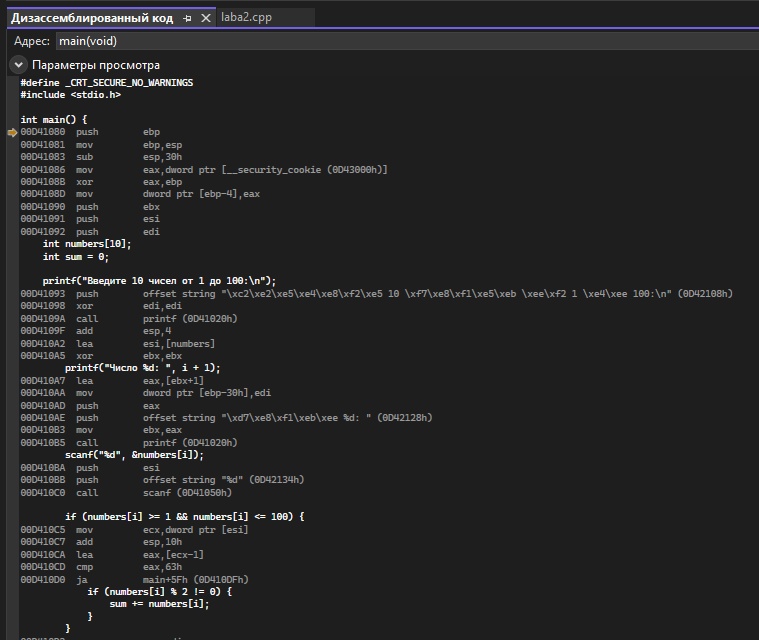 Дизассемблированный код laba2.cpp
Адрес: main(void)
Параметры просмотра
#define _CRT_SECURE_NO_WARNINGS
#include <stdio.h>
int main() {
00D41080 push ebp
00D41081 mov ebp,esp
00D41083 sub esp,30h
00D41086 mov eax,dword ptr [__security_cookie (0D43000h)]
00D4108B xor eax,ebp
00D4108D mov dword ptr [ebp-4],eax
00D41090 push ebx
00D41091 push esi
00D41092 push edi
int numbers[10];
int sum = 0;
printf("Введите 10 чисел от 1 до 100:\n");
00D41093 push offset string "\xc2\xe2\xe5\xe4\xe8\xf2\xe5 10 \xf7\xe8\xf1\xe5\xeb \xee\xf2 1 \xe4\xee 100:\n" (0D42108h)
00D41098 xor edi,edi
00D4109A call printf (0D41020h)
00D4109F add esp,4
00D410A2 lea esi,[numbers]
00D410A5 xor ebx,ebx
printf("Число %d: ", i + 1);
00D410A7 lea eax,[ebx+1]
00D410AA mov dword ptr [ebp-30h],edi
00D410AD push eax
00D410AE push offset string "\xd7\xe8\xf1\xeb\xee %d: " (0D42128h)
00D410B3 mov ebx,eax
00D410B5 call printf (0D41020h)
scanf("%d", &numbers[i]);
00D410BA push esi
00D410BB push offset string "%d" (0D42134h)
00D410C0 call scanf (0D41050h)
if (numbers[i] >= 1 && numbers[i] <= 100) {
00D410C5 mov ecx,dword ptr [esi]
00D410C7 add esp,10h
00D410CA lea eax,[ecx-1]
00D410CD cmp eax,63h
00D410D0 ja main+5Fh (0D410DFh)
if (numbers[i] % 2 != 0) {
sum += numbers[i];
}
}